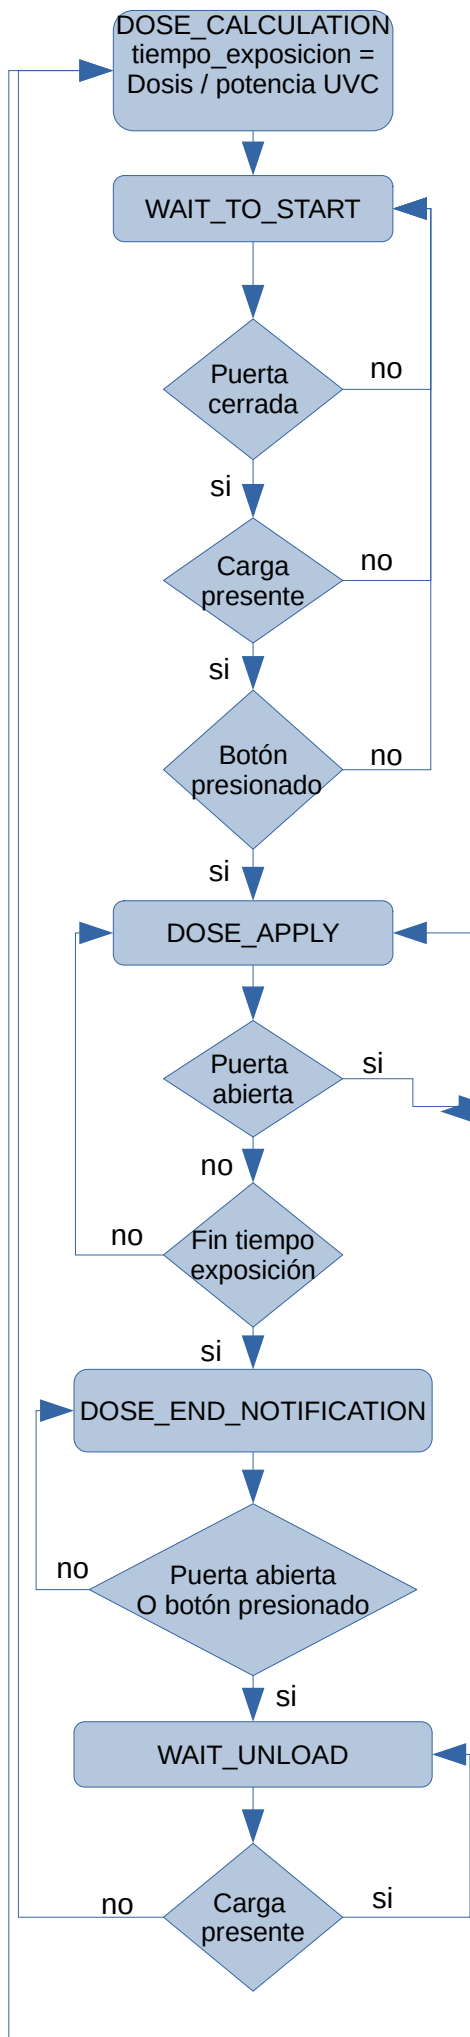 DOSE_CALCULATION
tiempo_exposicion =
Dosis / potencia UVC
WAIT_TO_START
Puerta
cerrada
no
si
Carga
presente
no
si
Botón
presionado
no
si
DOSE_APPLY
Puerta
abierta
si
no
Fin tiempo
exposición
no
si
DOSE_END_NOTIFICATION
Puerta abierta
O botón presionado
no
si
WAIT_UNLOAD
Carga
presente
no
si